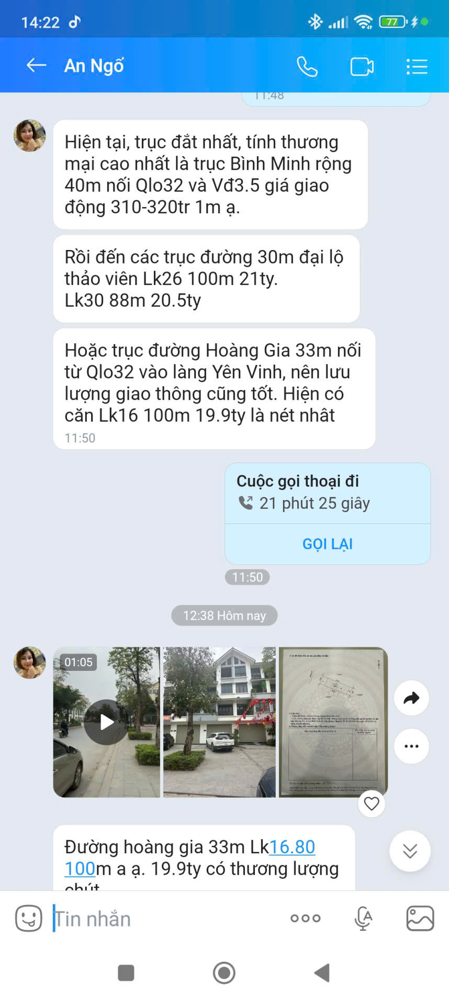 14:22
77
An Ngố
11:48
Hiện tại, trục đắt nhất, tính thương
mại cao nhất là trục Bình Minh rộng
40m nối Qlo32 và Vđ3.5 giá giao
động 310-320tr 1m ạ.
Rồi đến các trục đường 30m đại lộ
thảo viên Lk26 100m 21ty.
Lk30 88m 20.5ty
Hoặc trục đường Hoàng Gia 33m nối
từ Qlo32 vào làng Yên Vinh, nên lưu
lượng giao thông cũng tốt. Hiện có
căn Lk16 100m 19.9ty là nét nhât
11:50
Cuộc gọi thoại đi
21 phút 25 giây
GỌI LẠI
11:50
12:38 Hôm nay
01:05
Đường hoàng gia 33m Lk16.80
100m a ạ. 19.9ty có thương lượng
chút
Tin nhắn